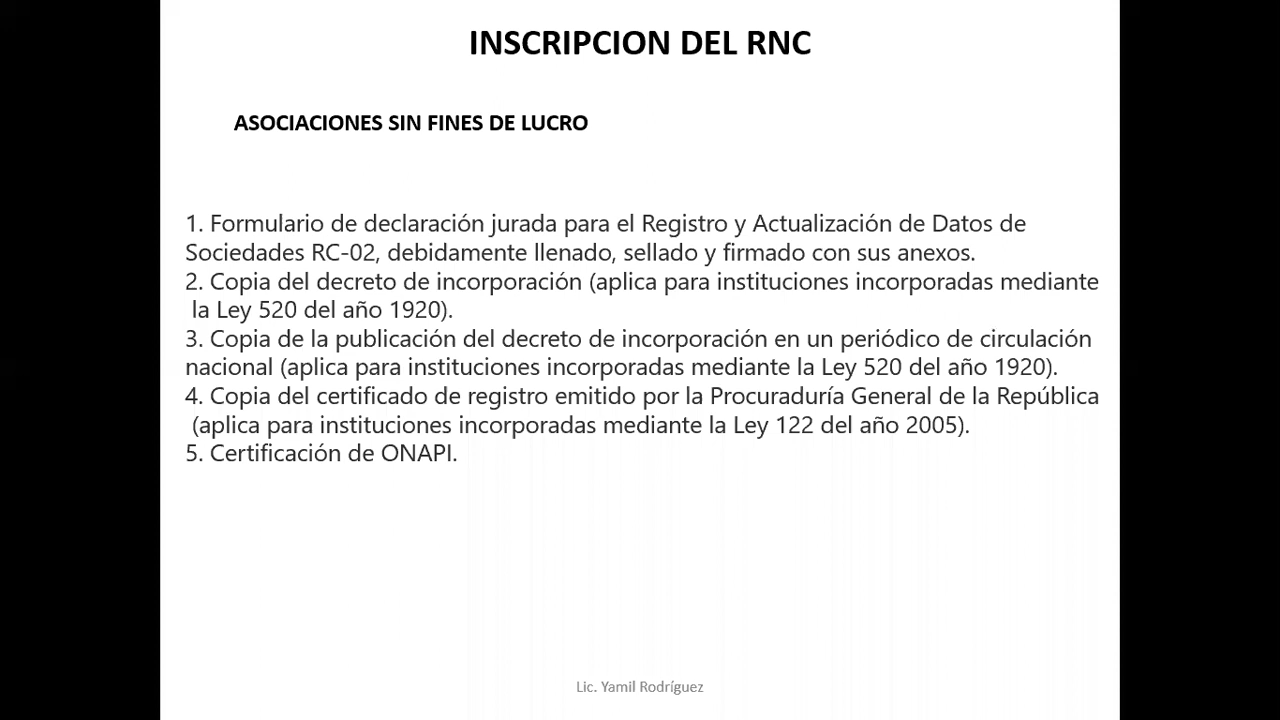 INSCRIPCION DEL RNC
ASOCIACIONES SIN FINES DE LUCRO
1. Formulario de declaración jurada para el Registro y Actualización de Datos de
Sociedades RC-02, debidamente llenado, sellado y firmado con sus anexos.
2. Copia del decreto de incorporación (aplica para instituciones incorporadas mediante
la Ley 520 del año 1920).
3. Copia de la publicación del decreto de incorporación en un periódico de circulación
nacional (aplica para instituciones incorporadas mediante la Ley 520 del año 1920).
4. Copia del certificado de registro emitido por la Procuraduría General de la República
(aplica para instituciones incorporadas mediante la Ley 122 del año 2005).
5. Certificación de ONAPI.
Lic. Yamil Rodríguez